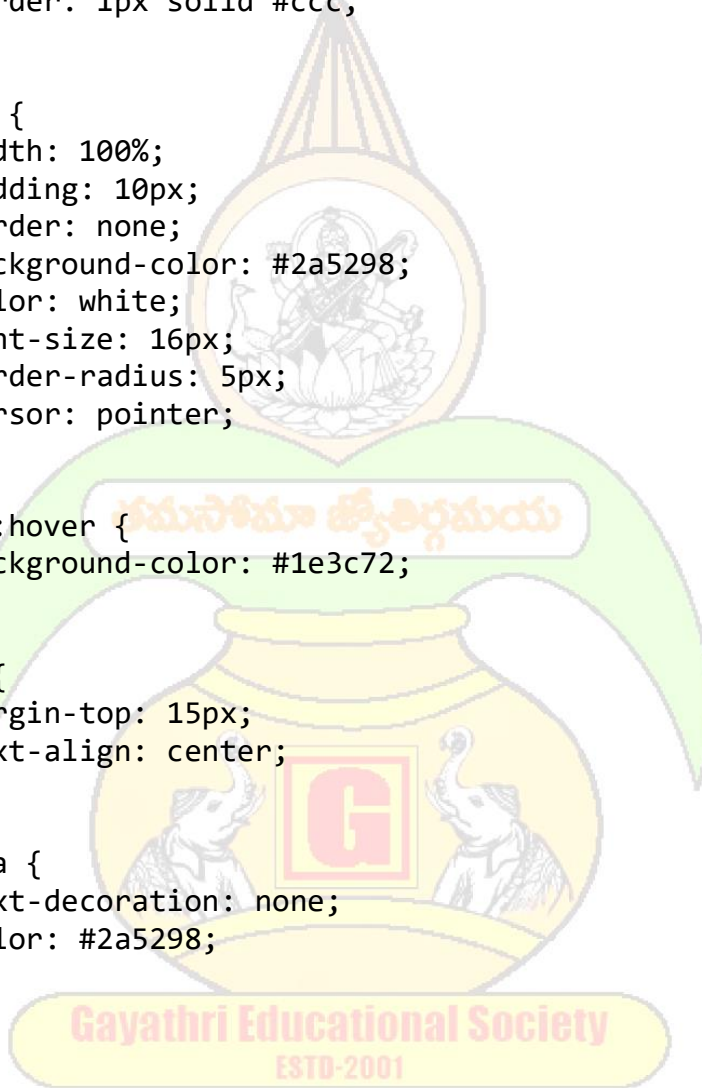 rder: 1px solid #ccc;
{
dth: 100%;
dding: 10px;
rder: none;
ckground-color: #2a5298;
lor: white;
nt-size: 16px;
rder-radius: 5px;
rsor: pointer;
తమసోమా జ్యోతిర్గమయ
:hover {
ckground-color: #1e3c72;
{
rgin-top: 15px;
xt-align: center;
G
a {
xt-decoration: none;
lor: #2a5298;
Gayathri Educational Society
ESTD-2001